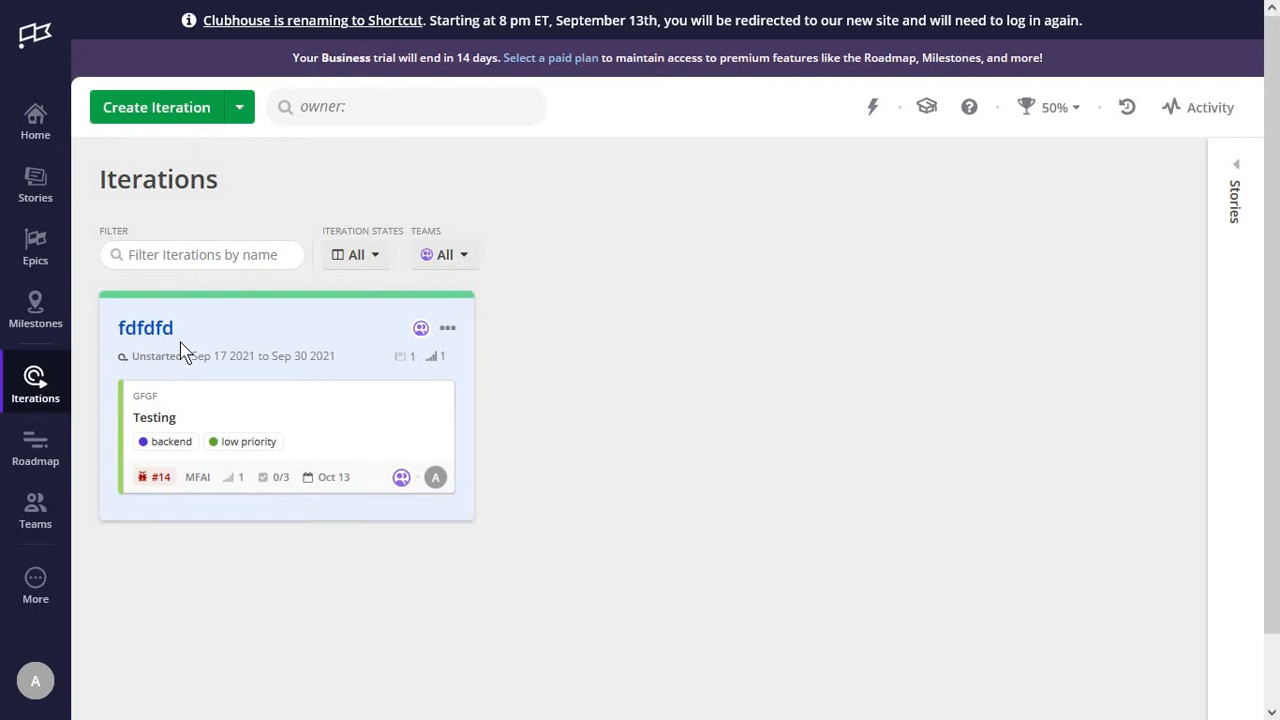 Clubhouse is renaming to Shortcut. Starting at 8 pm ET, September 13th, you will be redirected to our new site and will need to log in again.
Your Business trial will end in 14 days. Select a paid plan to maintain access to premium features like the Roadmap, Milestones, and more!
Create Iteration
owner:
50%
Activity
Home
Stories
Epics
Milestones
Iterations
Roadmap
Teams
More
A
Iterations
FILTER
ITERATION STATES
TEAMS
Filter Iterations by name
All
All
fdfdfd
Unstarted Sep 17 2021 to Sep 30 2021
1
1
GFGF
Testing
backend
low priority
#14
MFAI
1
0/3
Oct 13
A
Stories